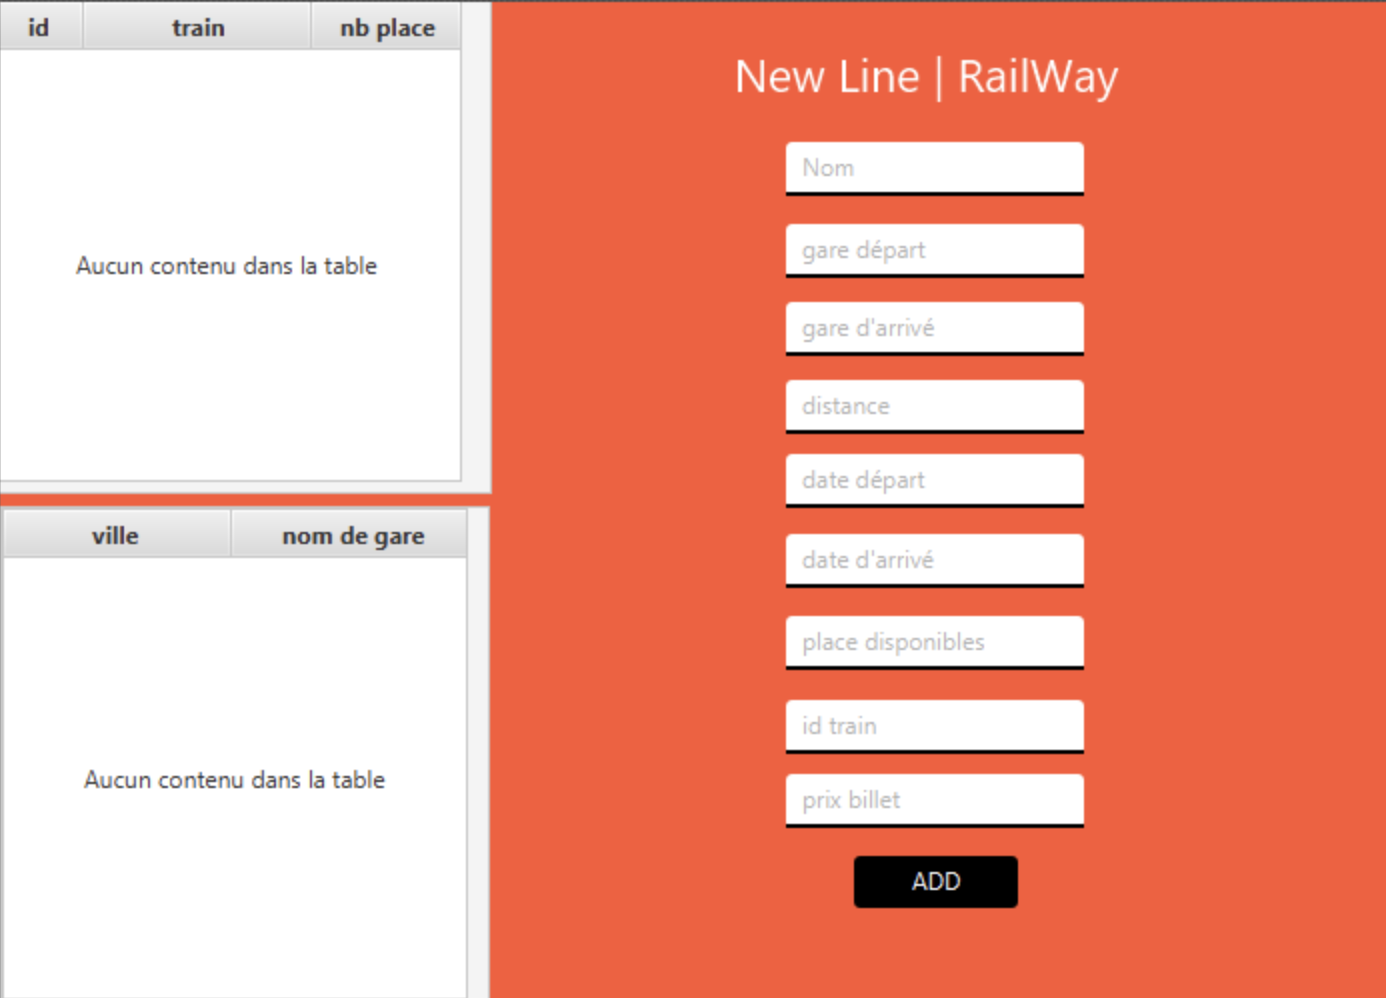 id train nb place
Aucun contenu dans la table
ville nom de gare
Aucun contenu dans la table
New Line | RailWay
Nom
gare départ
gare d'arrivé
distance
date départ
date d'arrivé
place disponibles
id train
prix billet
ADD